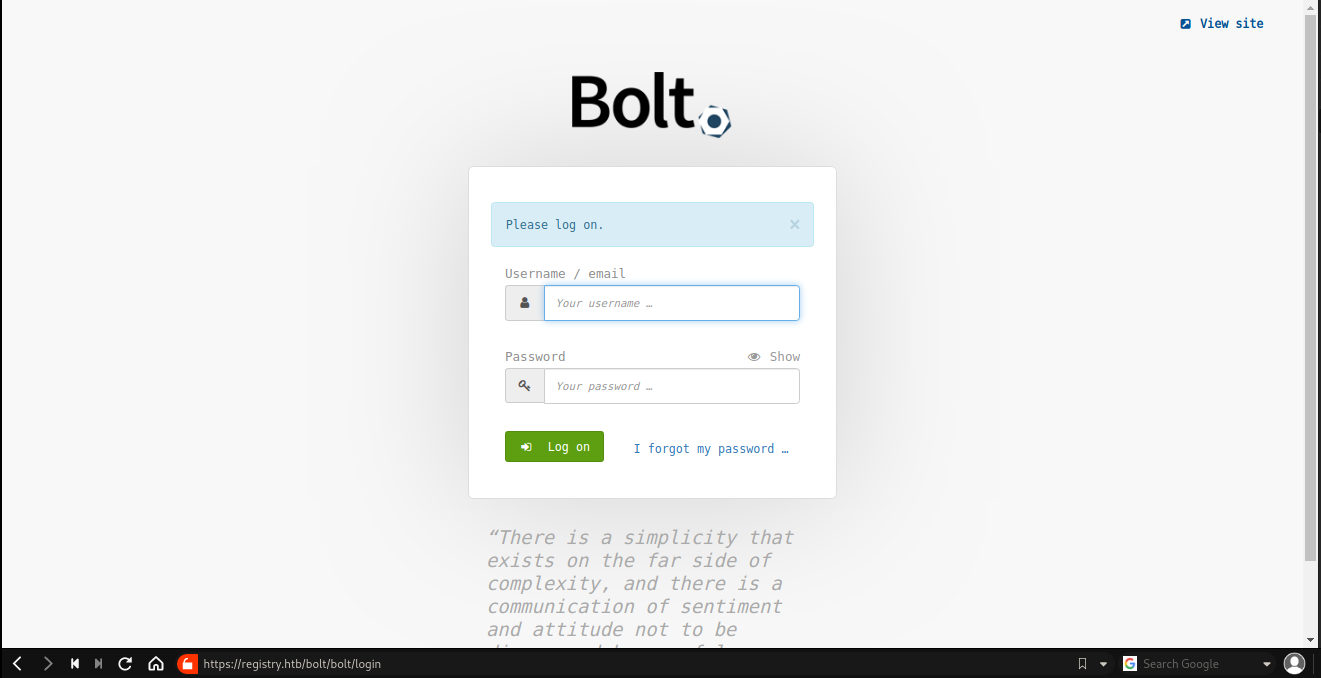 View site
Bolt
Please log on.
Username / email
Your username …
Password Show
Your password …
Log on I forgot my password …
“There is a simplicity that
exists on the far side of
complexity, and there is a
communication of sentiment
and attitude not to be
https://registry.htb/bolt/bolt/login Search Google